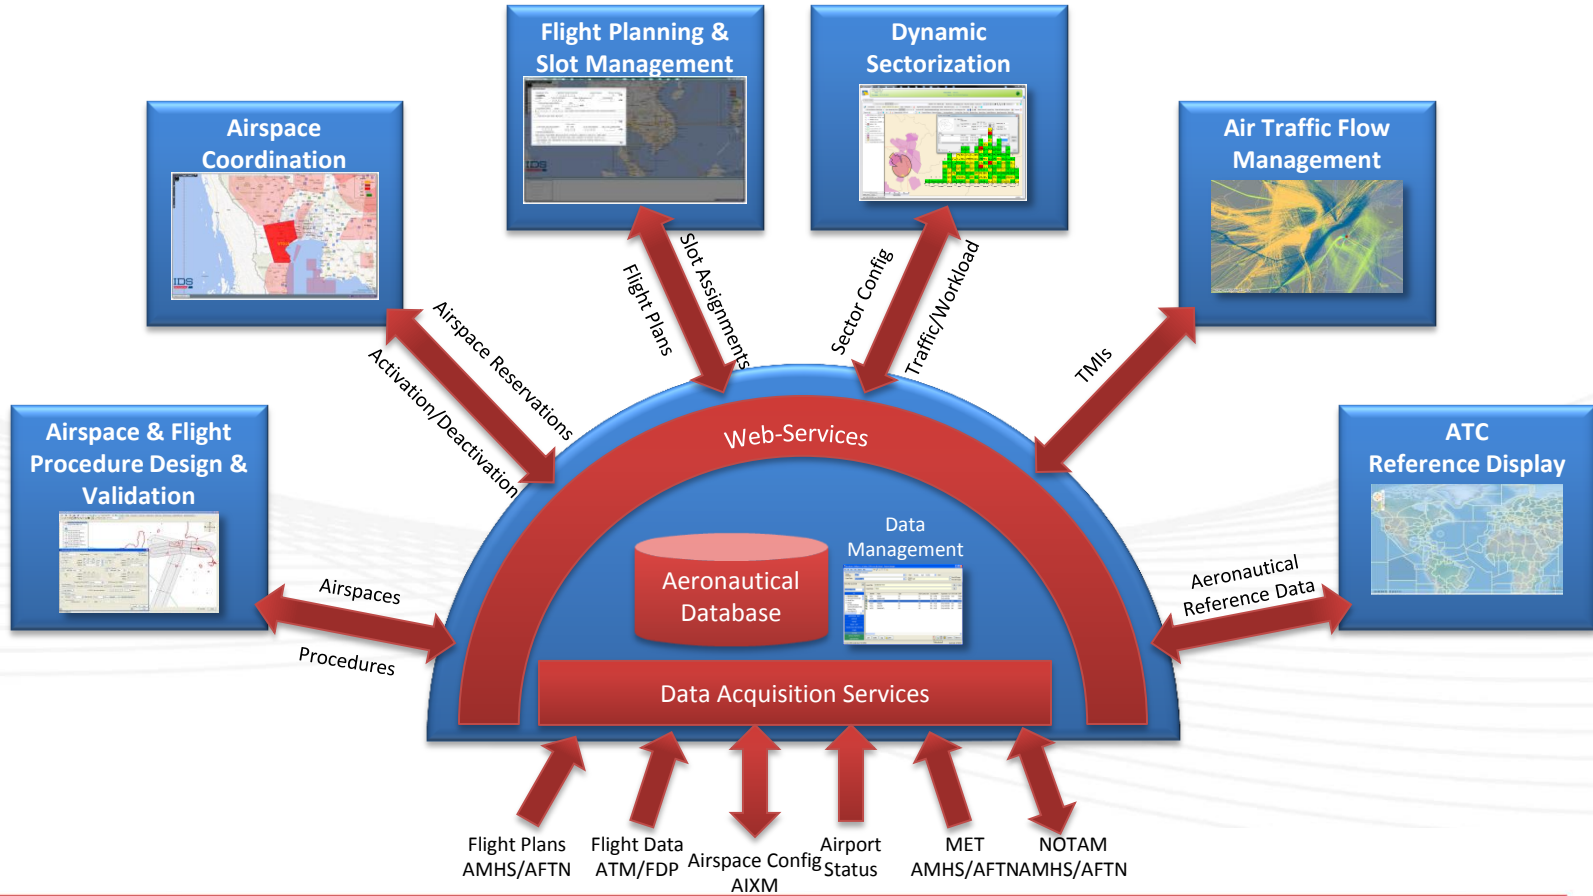 Flight Planning &
Slot Management
Dynamic
Sectorization
Airspace
Coordination
IDS
IDS
Air Traffic Flow
Management
Slot Assignments
Flight Plans
Sector Config
Traffic/Workload
Airspace Reservations
Activation/Deactivation
TMIs
Airspace & Flight
Procedure Design &
Validation
ATC
Reference Display
Web-Services
Data
Management
Aeronautical
Database
Airspaces
Procedures
Aeronautical
Reference Data
Data Acquisition Services
Flight Plans
AMHS/AFTN
Flight Data
ATM/FDP
Airspace Config
AIXM
Airport
Status
MET
AMHS/AFTN
NOTAM
AMHS/AFTN